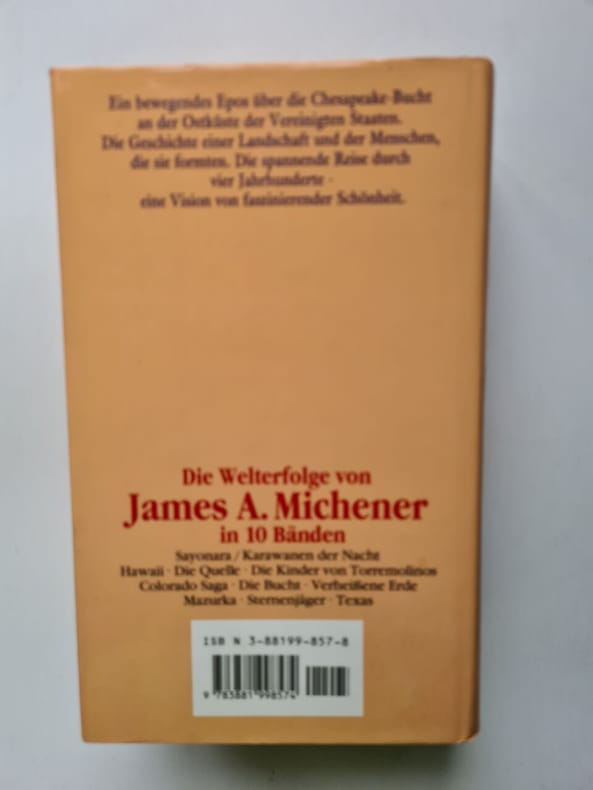 Ein bewegendes Epos über die Chesapeake-Bucht
an der Ostküste der Vereinigten Staaten.
Die Geschichte einer Landschaft und der Menschen,
die sie formten. Die spannende Reise durch
vier Jahrhunderte -
eine Vision von faszinierender Schönheit.
Die Welterfolge von
James A. Michener
in 10 Bänden
Sayonara / Karawanen der Nacht
Hawaii · Die Quelle · Die Kinder von Torremolinos
Colorado Saga · Die Bucht · Verheißene Erde
Mazurka · Sternenjäger · Texas
ISBN 3-88199-857-8
9 783881 998574